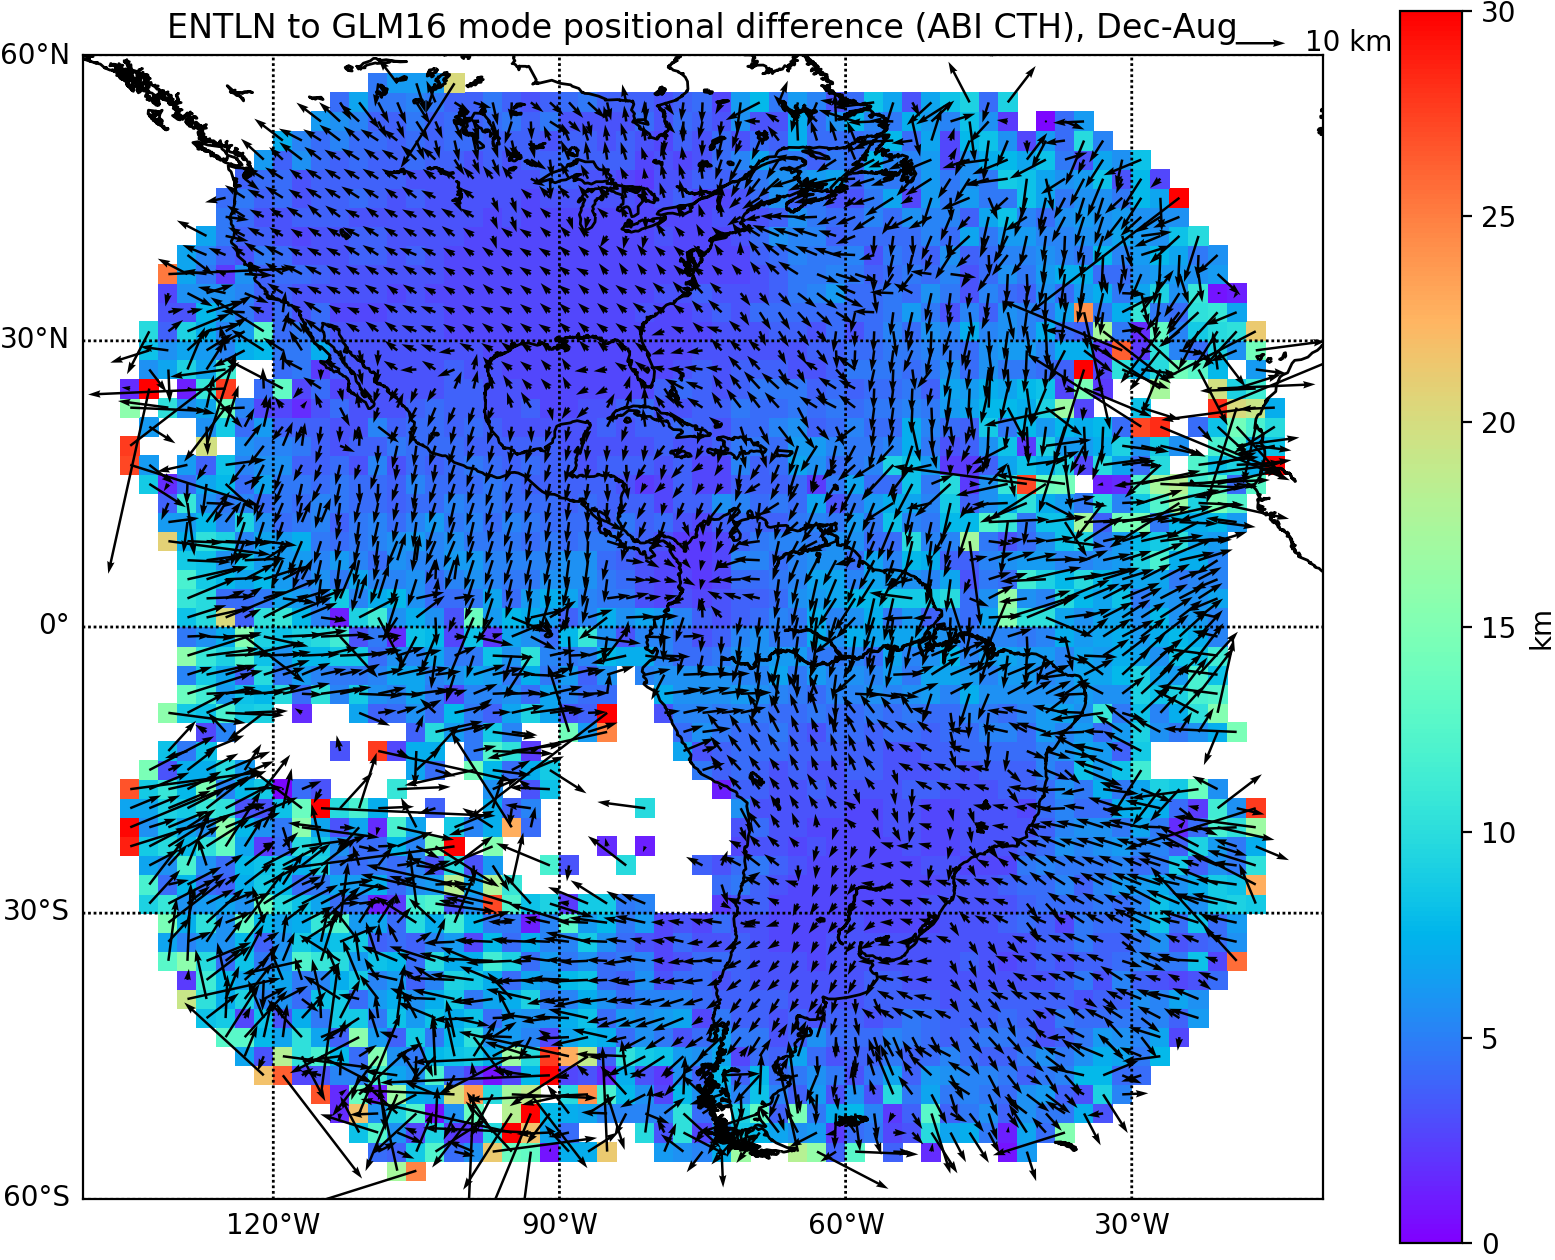 ENTLN to GLM16 mode positional difference (ABI CTH), Dec-Aug
10 km
60°N
30°N
0°
30°S
60°S
120°W
90°W
60°W
30°W
30
25
20
15
10
5
0
km